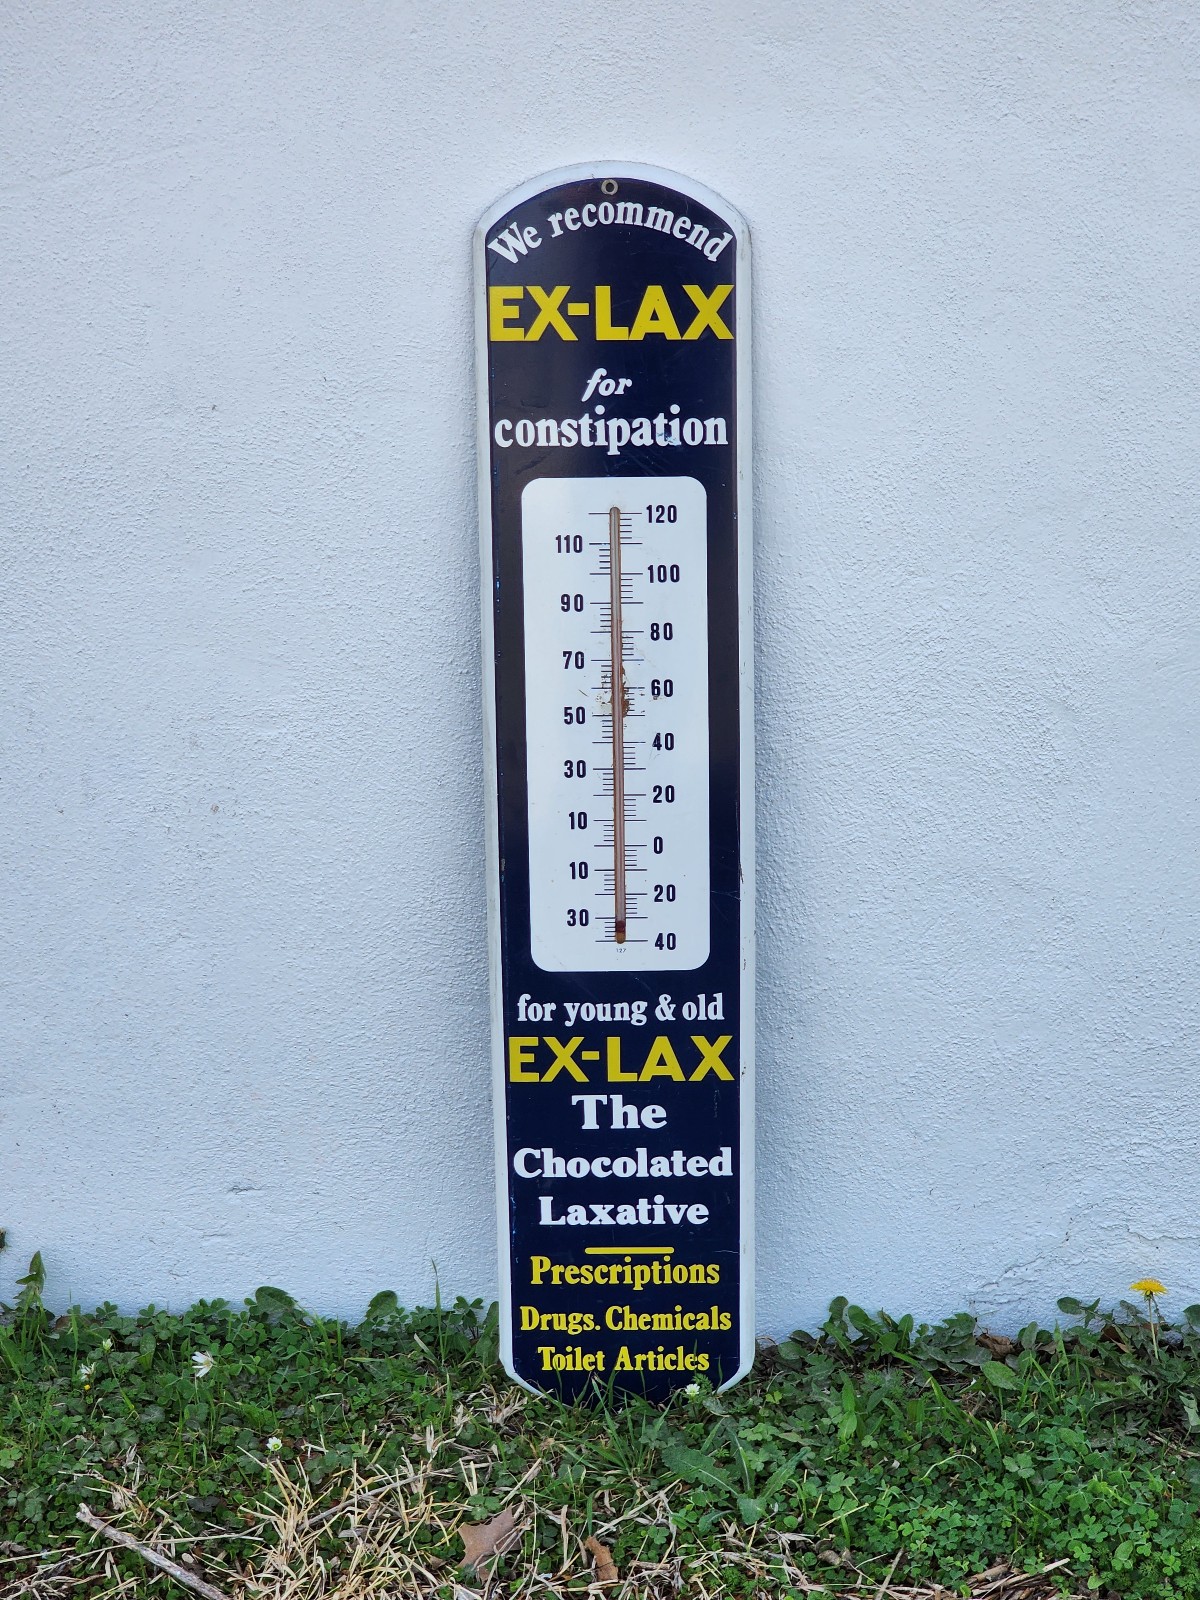 We recommend
EX-LAX
for
constipation
120
110
100
90
80
70
60
50
40
30
20
10
0
10
20
30
40
127
for young & old
EX-LAX
The
Chocolated
Laxative
Prescriptions
Drugs. Chemicals
Toilet Articles